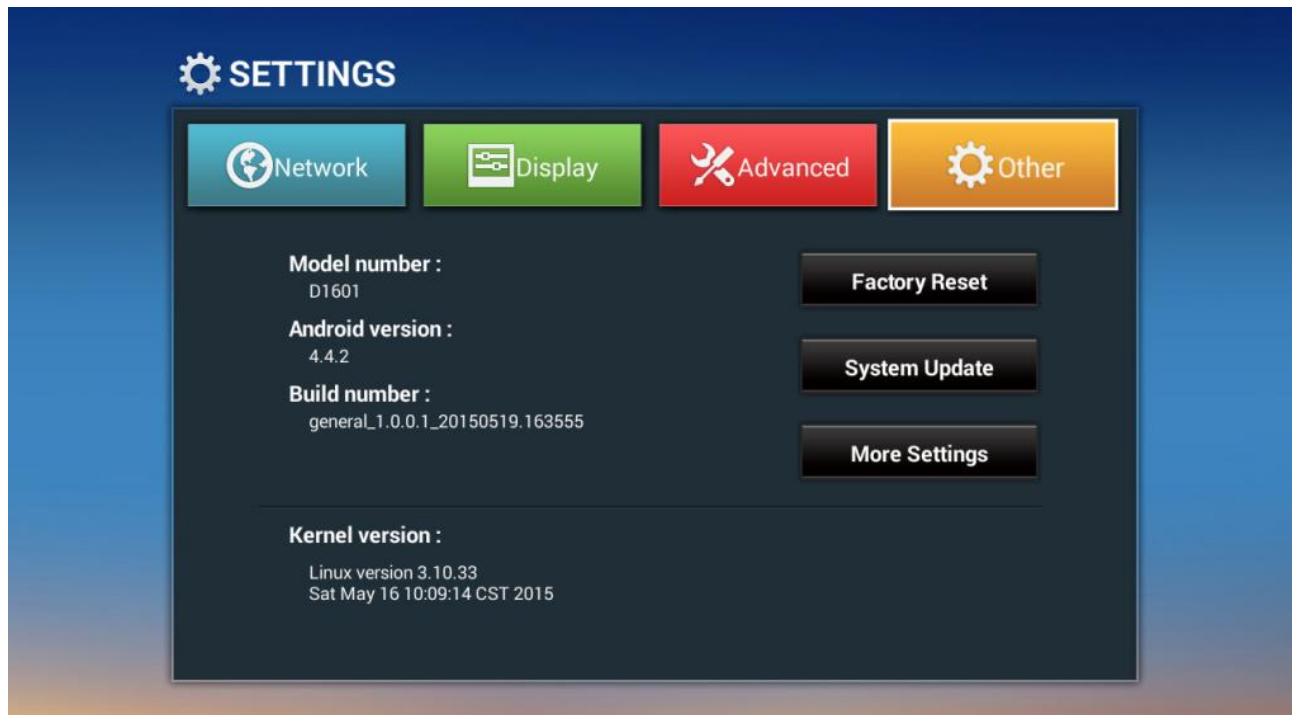 SETTINGS
Network
Display
Advanced
Other
Model number :
D1601
Android version :
4.4.2
Build number :
general_1.0.0.1_20150519.163555
Factory Reset
System Update
More Settings
Kernel version :
Linux version 3.10.33
Sat May 16 10:09:14 CST 2015